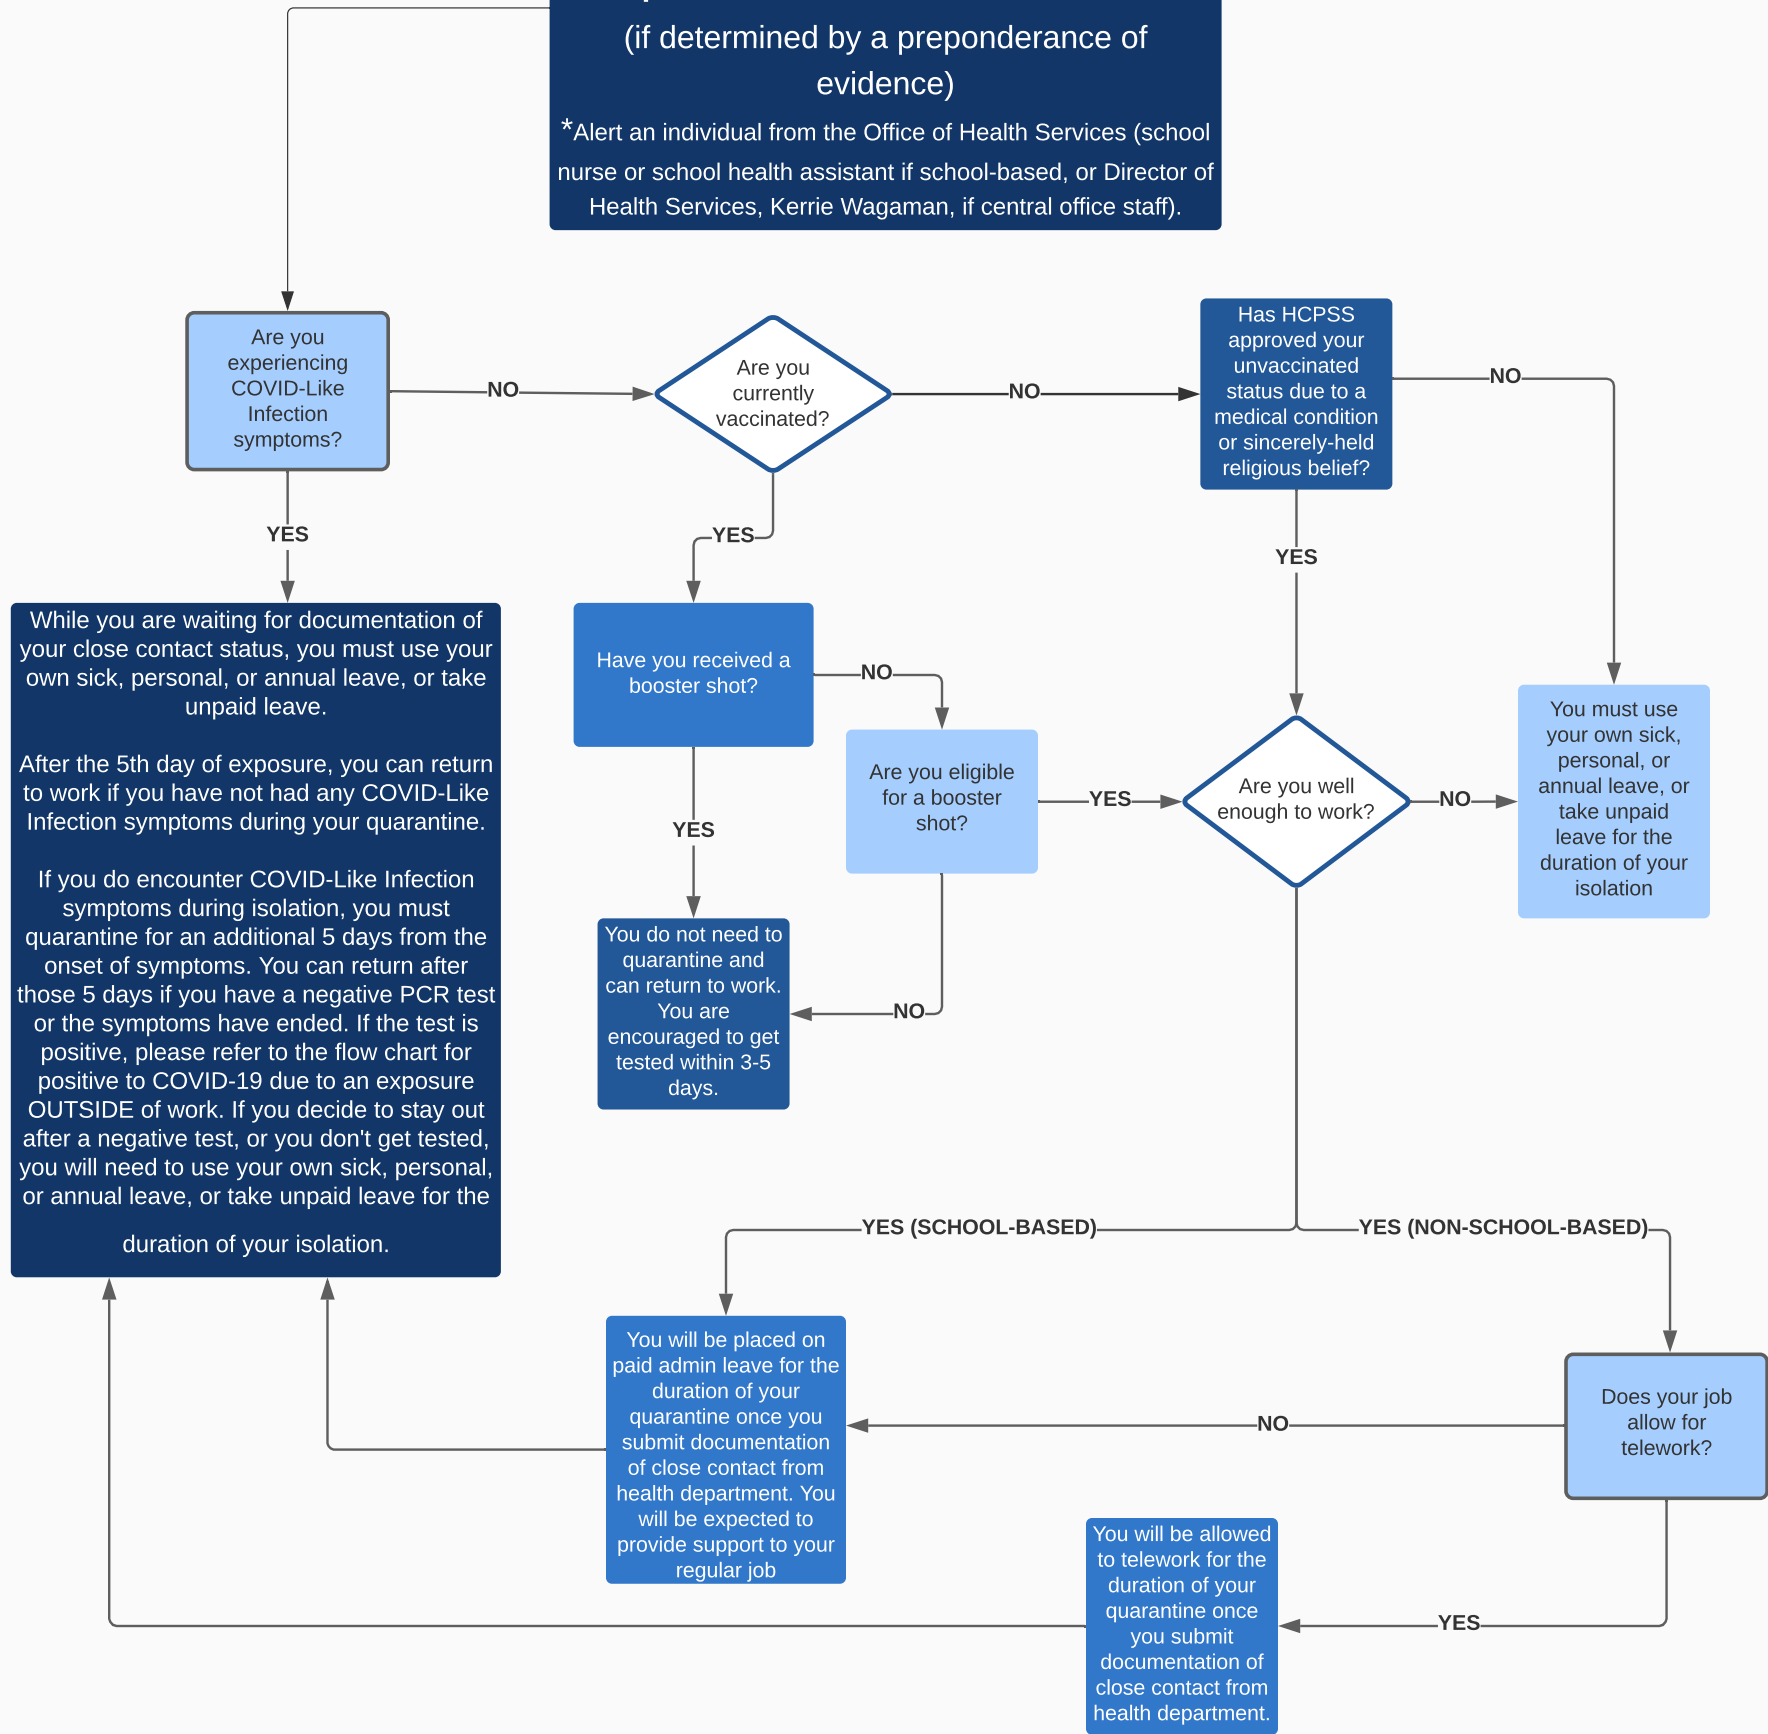 (if determined by a preponderance of
evidence)
*Alert an individual from the Office of Health Services (school
nurse or school health assistant if school-based, or Director of
Health Services, Kerrie Wagaman, if central office staff).
Are you
experiencing
COVID-Like
Infection
symptoms?
NO
Are you
currently
vaccinated?
NO
Has HCPSS
approved your
unvaccinated
status due to a
medical condition
or sincerely-held
religious belief?
NO
YES
YES
YES
While you are waiting for documentation of
your close contact status, you must use your
own sick, personal, or annual leave, or take
unpaid leave.
After the 5th day of exposure, you can return
to work if you have not had any COVID-Like
Infection symptoms during your quarantine.
If you do encounter COVID-Like Infection
symptoms during isolation, you must
quarantine for an additional 5 days from the
onset of symptoms. You can return after
those 5 days if you have a negative PCR test
or the symptoms have ended. If the test is
positive, please refer to the flow chart for
positive to COVID-19 due to an exposure
OUTSIDE of work. If you decide to stay out
after a negative test, or you don't get tested,
you will need to use your own sick, personal,
or annual leave, or take unpaid leave for the
duration of your isolation.
Have you received a
booster shot?
NO
Are you eligible
for a booster
shot?
YES
Are you well
enough to work?
NO
You must use
your own sick,
personal, or
annual leave, or
take unpaid
leave for the
duration of your
isolation
YES
You do not need to
quarantine and
can return to work.
You are
encouraged to get
tested within 3-5
days.
NO
YES (SCHOOL-BASED)
YES (NON-SCHOOL-BASED)
You will be placed on
paid admin leave for the
duration of your
quarantine once you
submit documentation
of close contact from
health department. You
will be expected to
provide support to your
regular job
NO
Does your job
allow for
telework?
You will be allowed
to telework for the
duration of your
quarantine once
you submit
documentation of
close contact from
health department.
YES